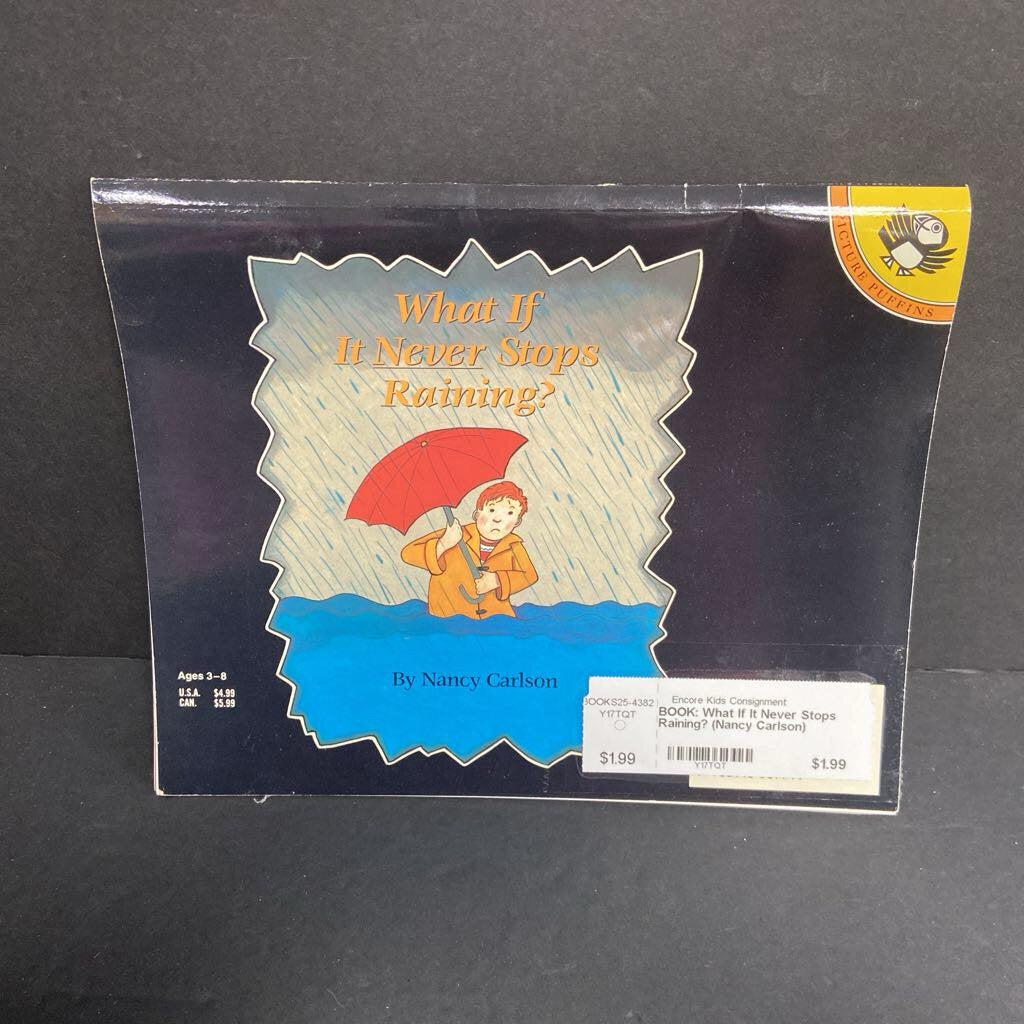 PICTURE PUFFINS
What If
It Never Stops
Raining?
By Nancy Carlson
Ages 3–8
U.S.A. $4.99
CAN. $5.99
BOOKS25-4382
Y17TQT
$1.99
Encore Kids Consignment
BOOK: What If It Never Stops
Raining? (Nancy Carlson)
Y17TQT
$1.99